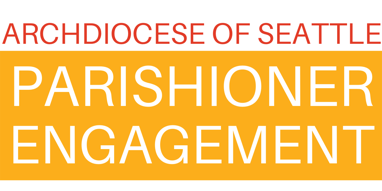 ARCHDIOCESE OF SEATTLE
PARISHIONER
ENGAGEMENT